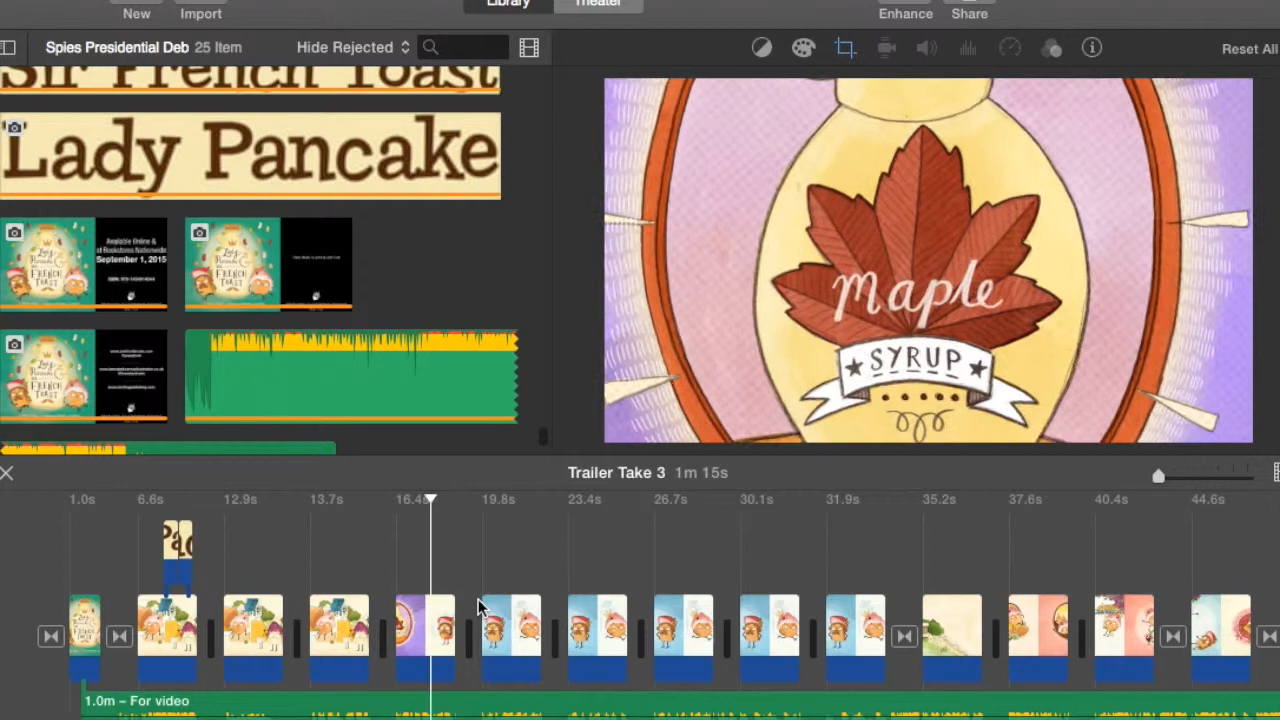 New
Import
Library
Theater
Enhance
Share
Spies Presidential Deb 25 Item
Hide Rejected
Reset All
Sir French Toast
Lady Pancake
Available Online &
at Bookstores Nationwide
September 1, 2015
Maple
SYRUP
Trailer Take 3 1m 15s
1.0s 6.6s 12.9s 13.7s 16.4s 19.8s 23.4s 26.7s 30.1s 31.9s 35.2s 37.6s 40.4s 44.6s
1.0m – For video